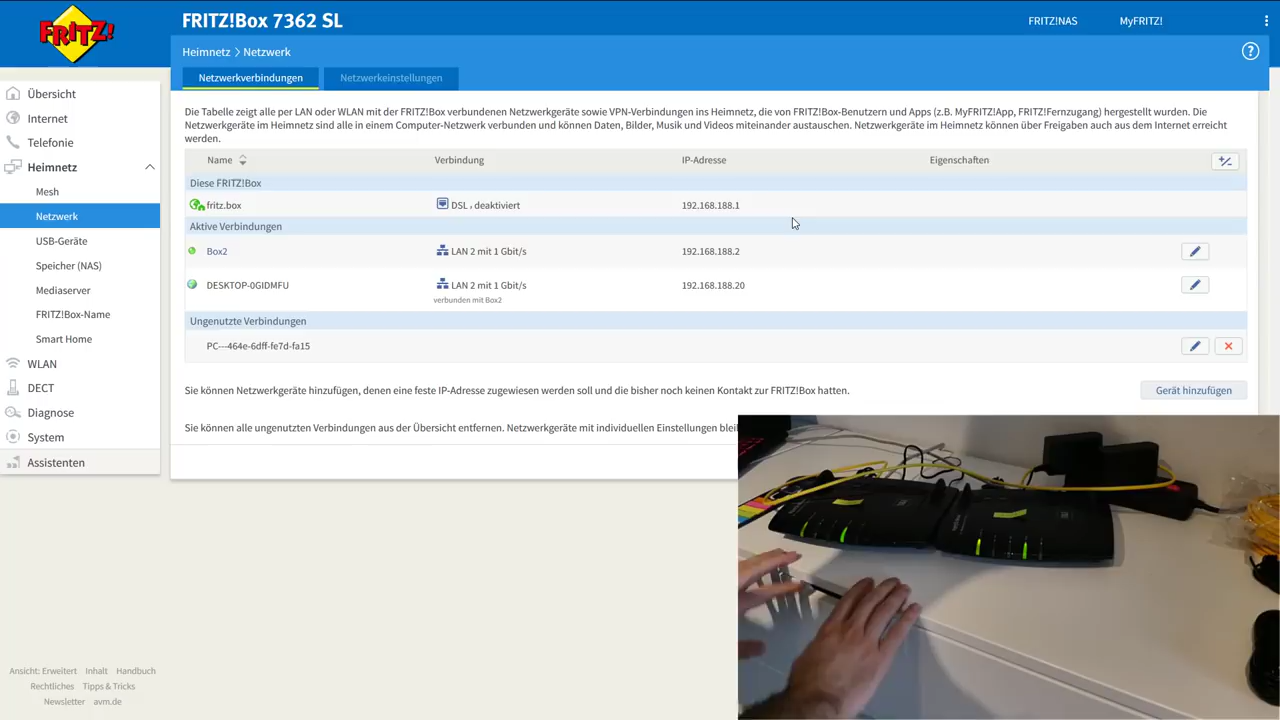 FRITZ!
FRITZ!Box 7362 SL
FRITZ!NAS
MyFRITZ!
Heimnetz > Netzwerk
?
Netzwerkverbindungen
Netzwerkeinstellungen
Übersicht
Internet
Telefonie
Heimnetz
Mesh
Netzwerk
USB-Geräte
Speicher (NAS)
Mediaserver
FRITZ!Box-Name
Smart Home
WLAN
DECT
Diagnose
System
Assistenten
Ansicht: Erweitert Inhalt Handbuch
Rechtliches Tipps & Tricks
Newsletter avm.de
Die Tabelle zeigt alle per LAN oder WLAN mit der FRITZ!Box verbundenen Netzwerkgeräte sowie VPN-Verbindungen ins Heimnetz, die von FRITZ!Box-Benutzern und Apps (z.B. MyFRITZ!App, FRITZ!Fernzugang) hergestellt wurden. Die
Netzwerkgeräte im Heimnetz sind alle in einem Computer-Netzwerk verbunden und können Daten, Bilder, Musik und Videos miteinander austauschen. Netzwerkgeräte im Heimnetz können über Freigaben auch aus dem Internet erreicht
werden.
Name Verbindung IP-Adresse Eigenschaften
Diese FRITZ!Box
fritz.box DSL , deaktiviert 192.168.188.1
Aktive Verbindungen
Box2 LAN 2 mit 1 Gbit/s 192.168.188.2
DESKTOP-0GIDMFU LAN 2 mit 1 Gbit/s 192.168.188.20
verbunden mit Box2
Ungenutzte Verbindungen
PC---464e-6dff-fe7d-fa15
Sie können Netzwerkgeräte hinzufügen, denen eine feste IP-Adresse zugewiesen werden soll und die bisher noch keinen Kontakt zur FRITZ!Box hatten.
Gerät hinzufügen
Sie können alle ungenutzten Verbindungen aus der Übersicht entfernen. Netzwerkgeräte mit individuellen Einstellungen bleib